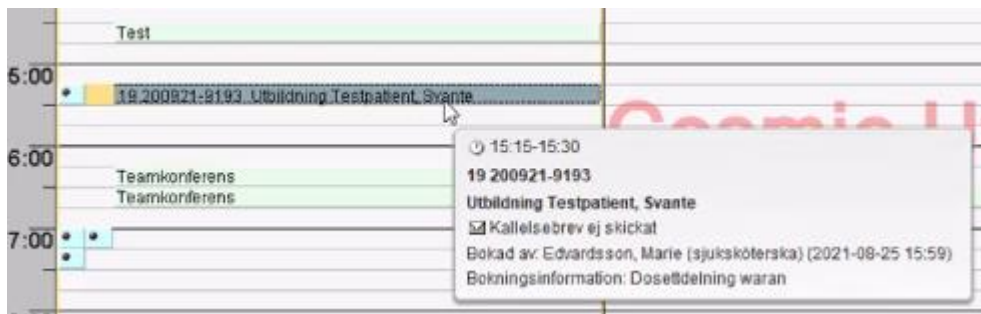 Test
5:00
19 200921-9193 Utbildning Testpatient, Svante
Cosmic U
15:15-15:30
6:00
19 200921-9193
Teamkonferens
Utbildning Testpatient, Svante
Teamkonferens
Kallelsebrev ej skickat
7:00
Bokad av: Edvardsson, Marie (sjuksköterska) (2021-08-25 15:59)
Bokningsinformation: Dosettdelning waran